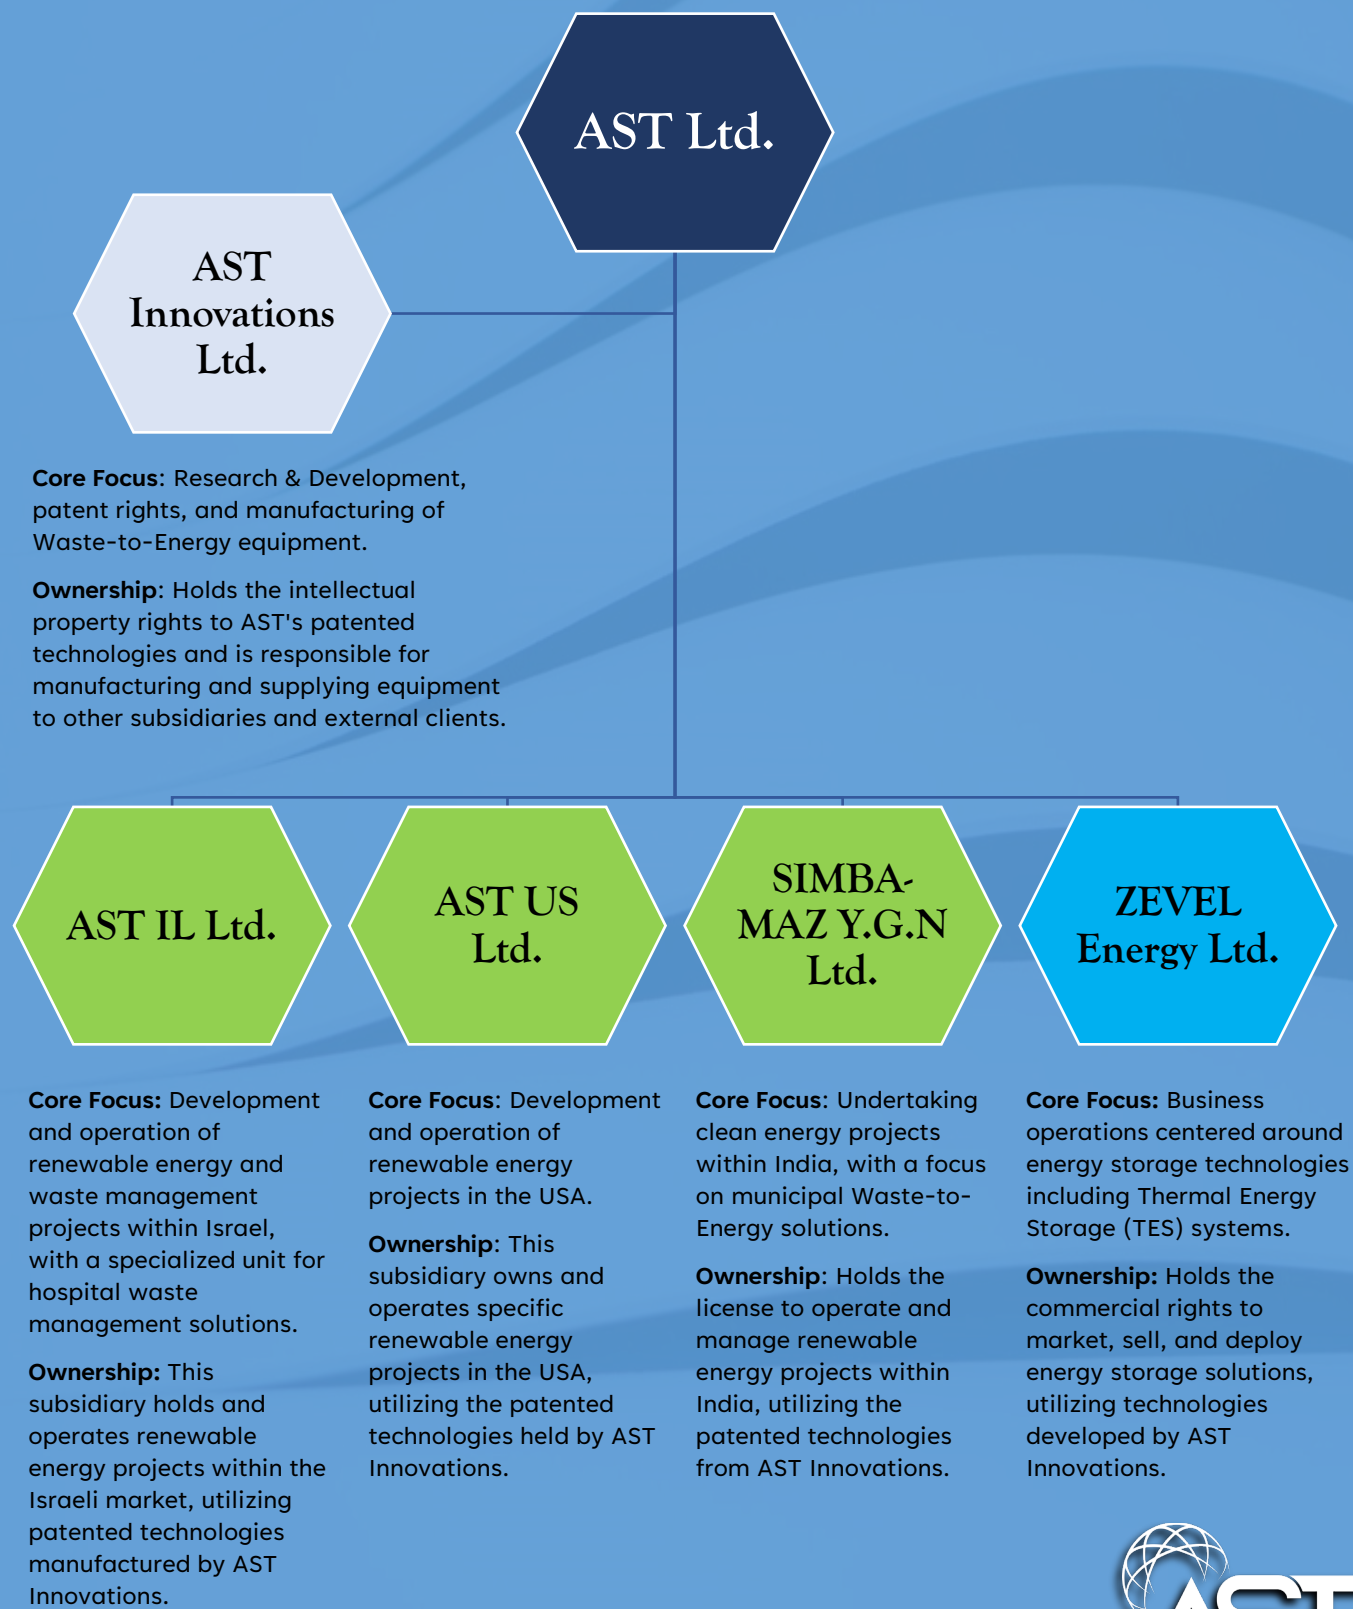 AST Ltd.
AST
Innovations
Ltd.
Core Focus: Research & Development,
patent rights, and manufacturing of
Waste-to-Energy equipment.
Ownership: Holds the intellectual
property rights to AST's patented
technologies and is responsible for
manufacturing and supplying equipment
to other subsidiaries and external clients.
AST IL Ltd.
Core Focus: Development
and operation of
renewable energy and
waste management
projects within Israel,
with a specialized unit for
hospital waste
management solutions.
Ownership: This
subsidiary holds and
operates renewable
energy projects within the
Israeli market, utilizing
patented technologies
manufactured by AST
Innovations.
AST US
Ltd.
Core Focus: Development
and operation of
renewable energy
projects in the USA.
Ownership: This
subsidiary owns and
operates specific
renewable energy
projects in the USA,
utilizing the patented
technologies held by AST
Innovations.
SIMBA-
MAZ Y.G.N
Ltd.
Core Focus: Undertaking
clean energy projects
within India, with a focus
on municipal Waste-to-
Energy solutions.
Ownership: Holds the
license to operate and
manage renewable
energy projects within
India, utilizing the
patented technologies
from AST Innovations.
ZEVEL
Energy Ltd.
Core Focus: Business
operations centered around
energy storage technologies
including Thermal Energy
Storage (TES) systems.
Ownership: Holds the
commercial rights to
market, sell, and deploy
energy storage solutions,
utilizing technologies
developed by AST
Innovations.
AST